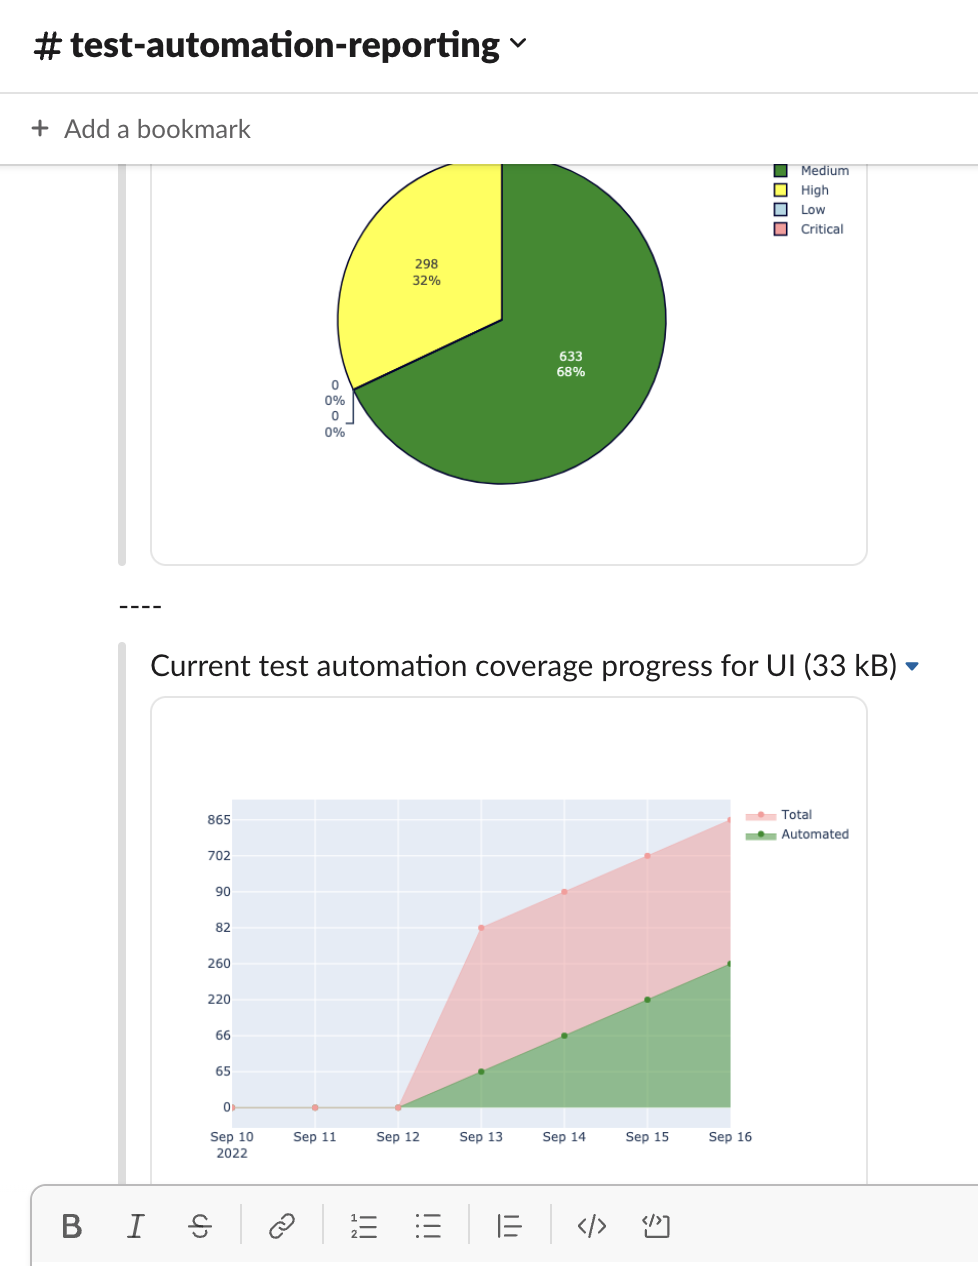 # test-automation-reporting
+ Add a bookmark
Medium
High
Low
Critical
298
32%
633
68%
0
0%
0
0%
----
Current test automation coverage progress for UI (33 kB)
865
702
90
82
260
220
66
65
0
Total
Automated
Sep 10
2022
Sep 11
Sep 12
Sep 13
Sep 14
Sep 15
Sep 16
B I S